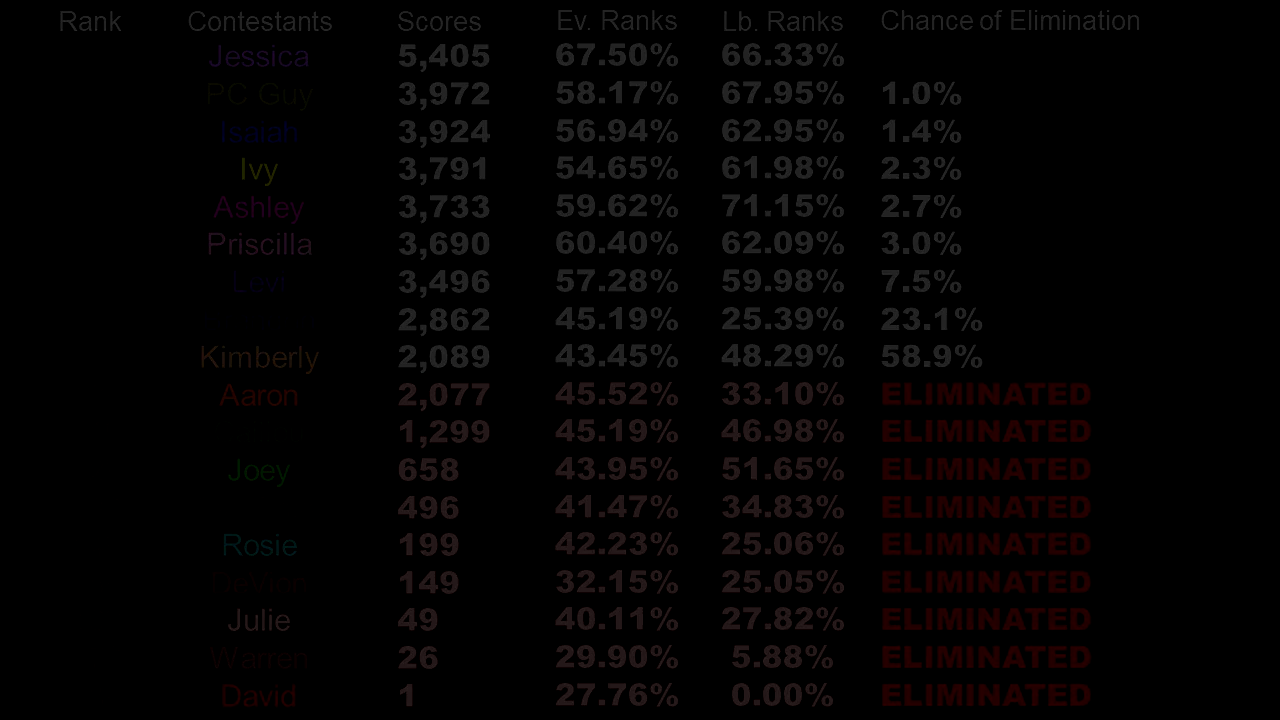 Rank Contestants Scores Ev. Ranks Lb. Ranks Chance of Elimination
Jessica 5,405 67.50% 66.33%
PC Guy 3,972 58.17% 67.95% 1.0%
Isaiah 3,924 56.94% 62.95% 1.4%
Ivy 3,791 54.65% 61.98% 2.3%
Ashley 3,733 59.62% 71.15% 2.7%
Priscilla 3,690 60.40% 62.09% 3.0%
Levi 3,496 57.28% 59.98% 7.5%
2,862 45.19% 25.39% 23.1%
Kimberly 2,089 43.45% 48.29% 58.9%
Aaron 2,077 45.52% 33.10% ELIMINATED
1,299 45.19% 46.98% ELIMINATED
Joey 658 43.95% 51.65% ELIMINATED
496 41.47% 34.83% ELIMINATED
Rosie 199 42.23% 25.06% ELIMINATED
149 32.15% 25.05% ELIMINATED
Julie 49 40.11% 27.82% ELIMINATED
Warren 26 29.90% 5.88% ELIMINATED
David 1 27.76% 0.00% ELIMINATED